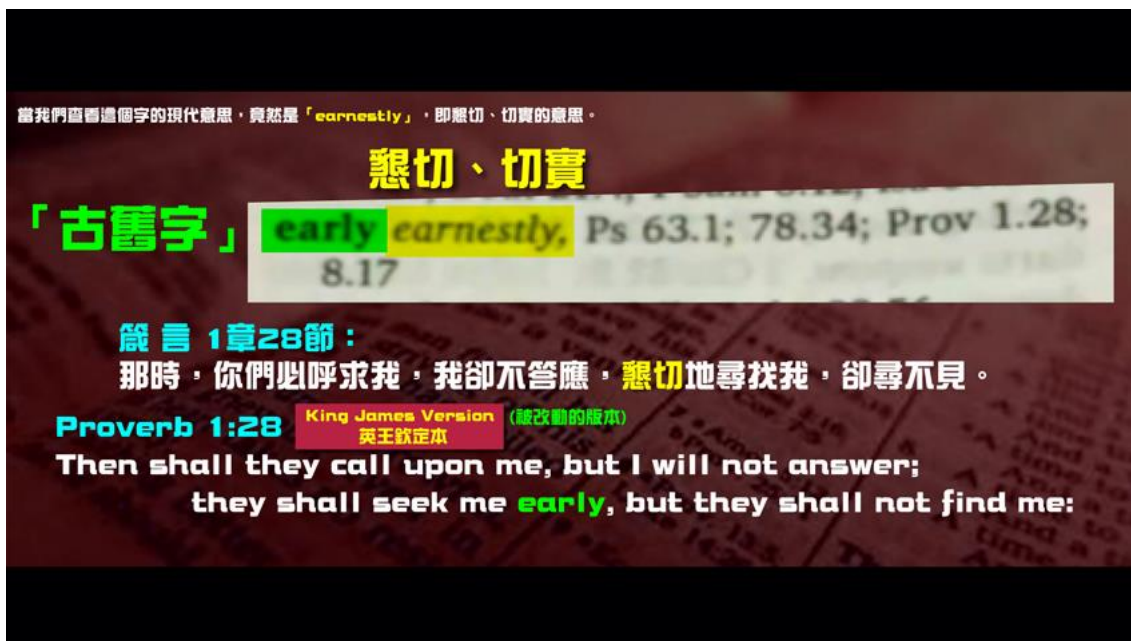 當我們查看這個字的現代意思，竟然是「earnestly」，即懇切、切實的意思。
懇切、切實
「古舊字」 early earnestly, Ps 63.1; 78.34; Prov 1.28;
8.17
箴言 1章28節：
那時，你們必呼求我，我卻不答應，懇切地尋找我，卻尋不見。
Proverb 1:28 King James Version (被改動的版本)
英王欽定本
Then shall they call upon me, but I will not answer;
they shall seek me early, but they shall not find me: